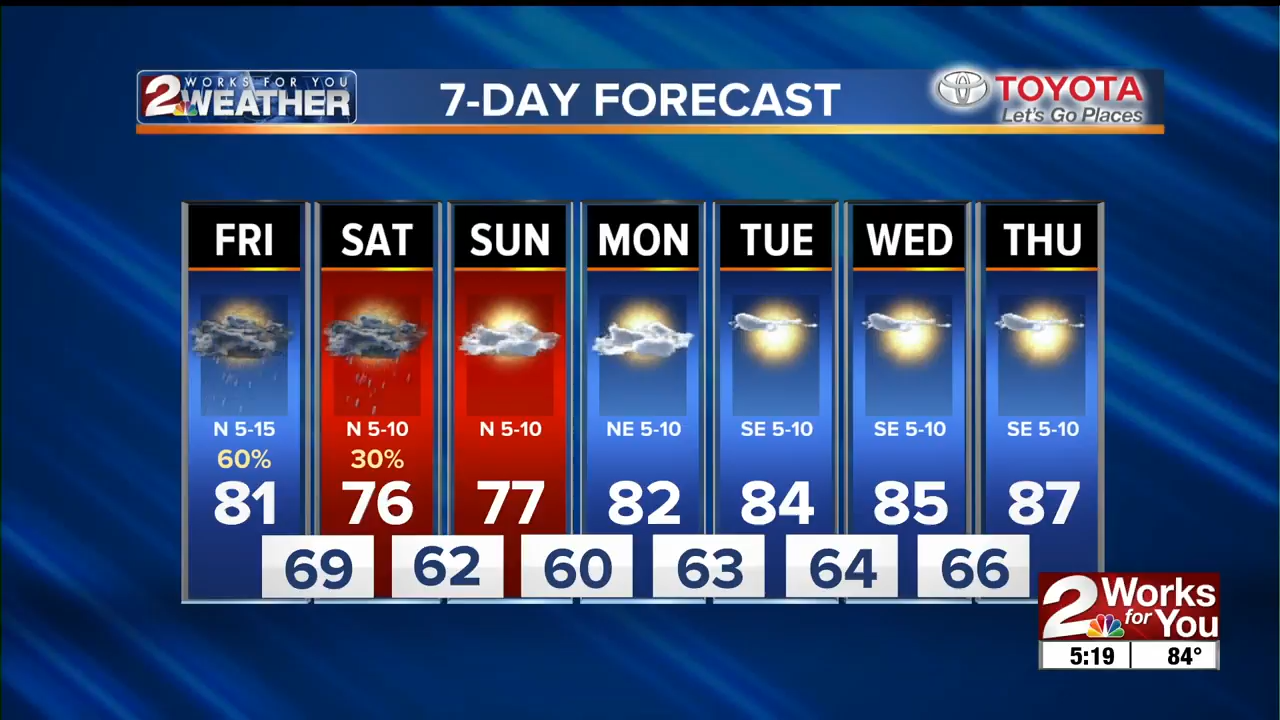 2 WORKS FOR YOU
WEATHER
7-DAY FORECAST
TOYOTA
Let's Go Places
FRI SAT SUN MON TUE WED THU
N 5-15 N 5-10 N 5-10 NE 5-10 SE 5-10 SE 5-10 SE 5-10
60% 30%
81 76 77 82 84 85 87
69 62 60 63 64 66
2 Works
for You
5:19 84°